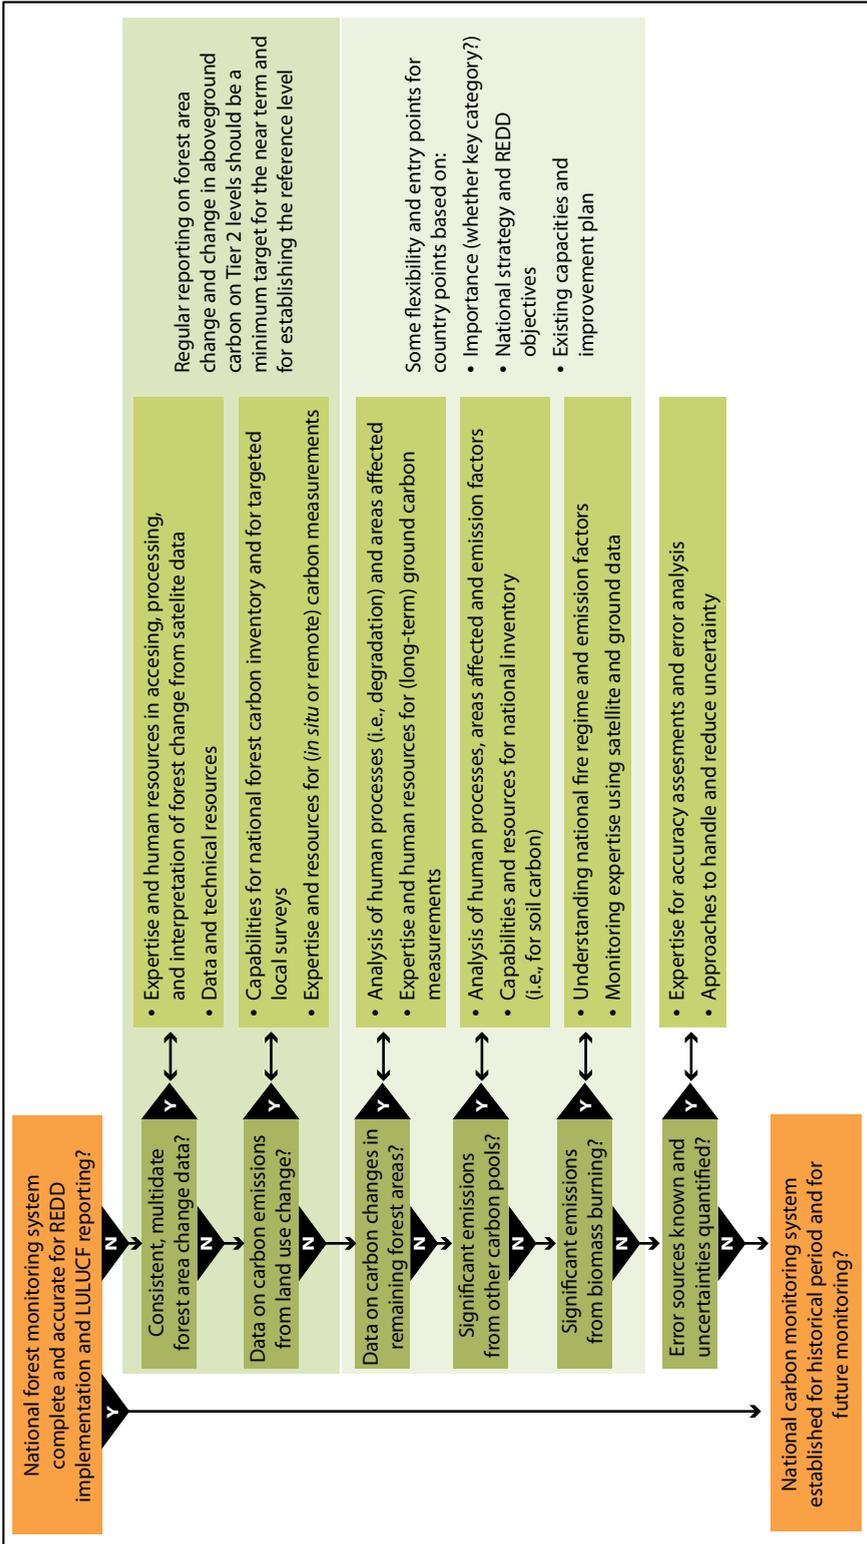 National forest monitoring system
complete and accurate for REDD
implementation and LULUCF reporting?
Y
N
Consistent, multidate
forest area change data?
Y
N
• Expertise and human resources in accesing, processing,
and interpretation of forest change from satellite data
• Data and technical resources
Data on carbon emissions
from land use change?
Y
N
• Capabilities for national forest carbon inventory and for targeted
local surveys
• Expertise and resources for (in situ or remote) carbon measurements
Regular reporting on forest area
change and change in aboveground
carbon on Tier 2 levels should be a
minimum target for the near term and
for establishing the reference level
Data on carbon changes in
remaining forest areas?
Y
N
• Analysis of human processes (i.e., degradation) and areas affected
• Expertise and human resources for (long-term) ground carbon
measurements
Significant emissions
from other carbon pools?
Y
N
• Analysis of human processes, areas affected and emission factors
• Capabilities and resources for national inventory
(i.e., for soil carbon)
Significant emissions
from biomass burning?
Y
N
• Understanding national fire regime and emission factors
• Monitoring expertise using satellite and ground data
Some flexibility and entry points for
country points based on:
• Importance (whether key category?)
• National strategy and REDD
objectives
• Existing capacities and
improvement plan
Error sources known and
uncertainties quantified?
Y
N
• Expertise for accuracy assesments and error analysis
• Approaches to handle and reduce uncertainty
National carbon monitoring system
established for historical period and for
future monitoring?